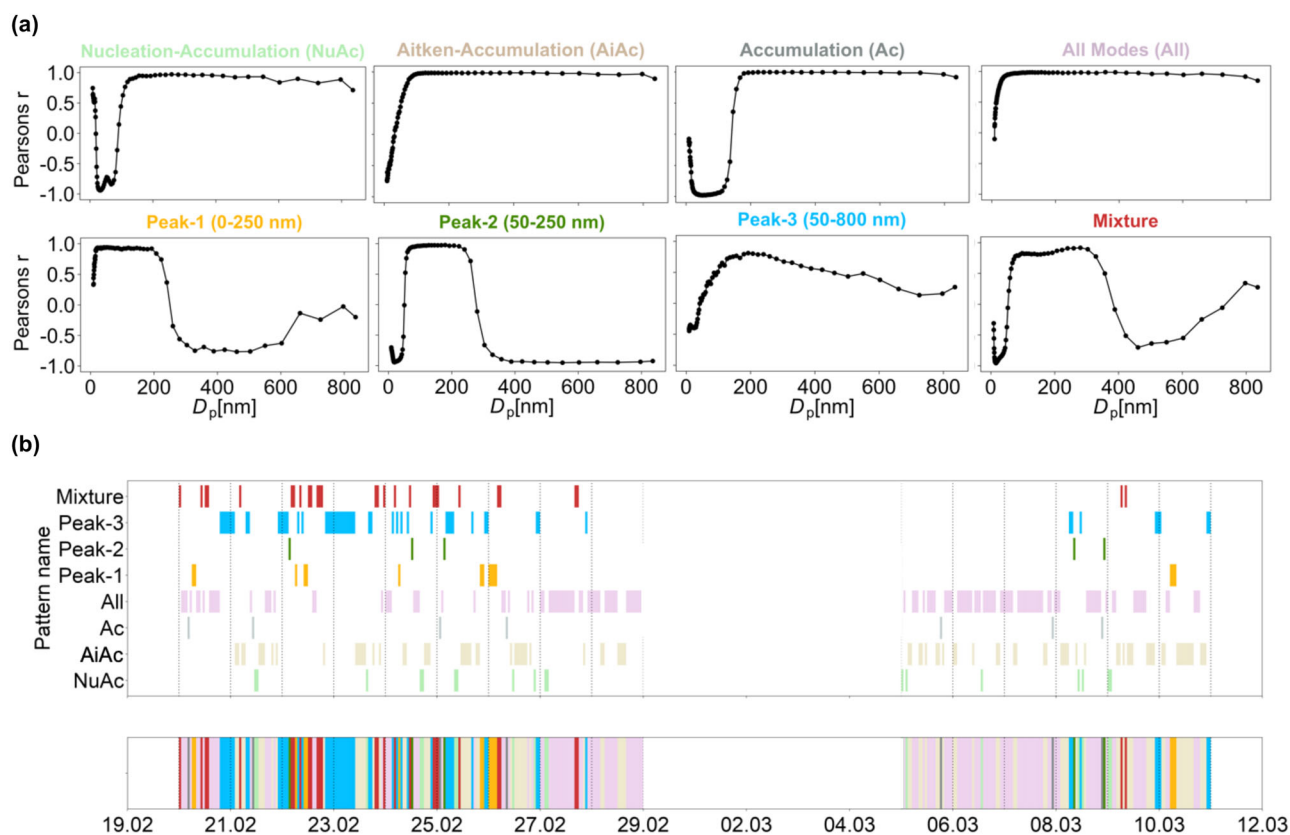 (a)
Nucleation-Accumulation (NuAc)
Aitken-Accumulation (AiAc)
Accumulation (Ac)
All Modes (All)
Pearsons r
1.0
0.5
0.0
-0.5
-1.0
Peak-1 (0-250 nm)
Peak-2 (50-250 nm)
Peak-3 (50-800 nm)
Mixture
Pearsons r
1.0
0.5
0.0
-0.5
-1.0
0 200 400 600 800
0 200 400 600 800
0 200 400 600 800
0 200 400 600 800
Dp[nm]
Dp[nm]
Dp[nm]
Dp[nm]
(b)
Pattern name
Mixture
Peak-3
Peak-2
Peak-1
All
Ac
AiAc
NuAc
19.02 21.02 23.02 25.02 27.02 29.02 02.03 04.03 06.03 08.03 10.03 12.03